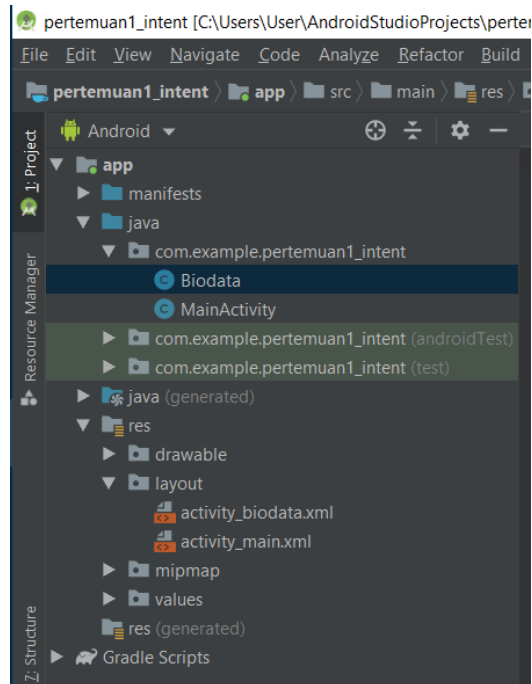 pertemuan1_intent [C:\Users\User\AndroidStudioProjects\perte
File Edit View Navigate Code Analyze Refactor Build
pertemuan1_intent app src main res
Android
1: Project
app
manifests
java
com.example.pertemuan1_intent
Biodata
MainActivity
com.example.pertemuan1_intent (androidTest)
com.example.pertemuan1_intent (test)
Resource Manager
java (generated)
res
drawable
layout
activity_biodata.xml
activity_main.xml
mipmap
values
res (generated)
Gradle Scripts
7: Structure